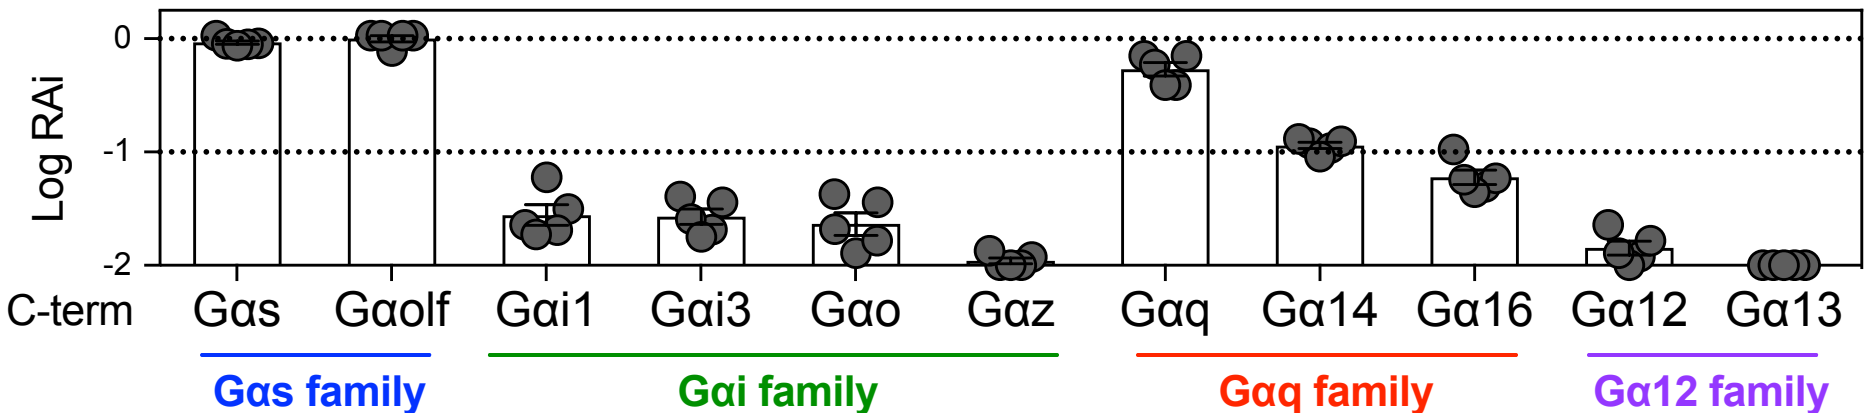 Log RAi
0
-1
-2
C-term Gαs Gαolf Gαi1 Gαi3 Gαo Gαz Gαq Gα14 Gα16 Gα12 Gα13
Gαs family Gαi family Gαq family Gα12 family